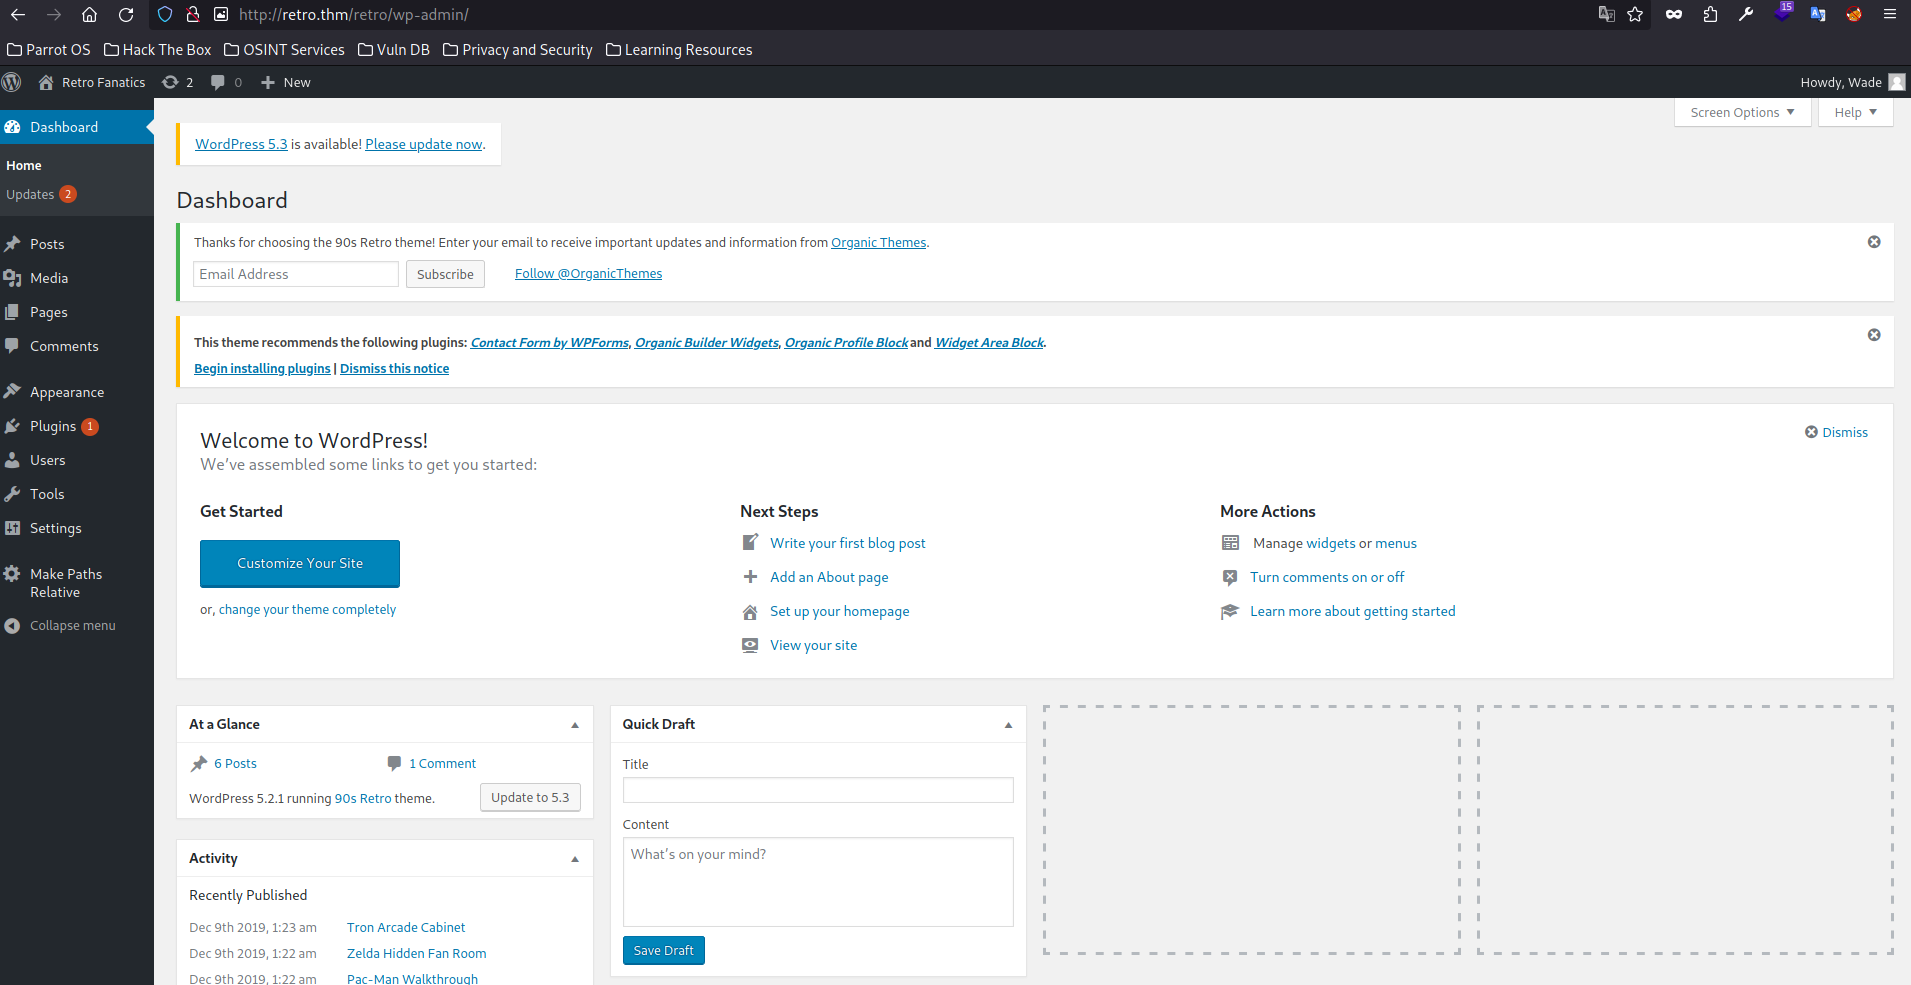 http://retro.thm/retro/wp-admin/
15
Parrot OS Hack The Box OSINT Services Vuln DB Privacy and Security Learning Resources
Retro Fanatics 2 0 New Howdy, Wade
Screen Options Help
Dashboard
Home
Updates 2
Posts
Media
Pages
Comments
Appearance
Plugins 1
Users
Tools
Settings
Make Paths
Relative
Collapse menu
WordPress 5.3 is available! Please update now.
Dashboard
Thanks for choosing the 90s Retro theme! Enter your email to receive important updates and information from Organic Themes.
Email Address Subscribe Follow @OrganicThemes
This theme recommends the following plugins: Contact Form by WPForms, Organic Builder Widgets, Organic Profile Block and Widget Area Block.
Begin installing plugins | Dismiss this notice
Welcome to WordPress!
Dismiss
We've assembled some links to get you started:
Get Started
Customize Your Site
or, change your theme completely
Next Steps
Write your first blog post
Add an About page
Set up your homepage
View your site
More Actions
Manage widgets or menus
Turn comments on or off
Learn more about getting started
At a Glance
6 Posts 1 Comment
WordPress 5.2.1 running 90s Retro theme. Update to 5.3
Activity
Recently Published
Dec 9th 2019, 1:23 am Tron Arcade Cabinet
Dec 9th 2019, 1:22 am Zelda Hidden Fan Room
Dec 9th 2019, 1:22 am Pac-Man Walkthrough
Quick Draft
Title
Content
What's on your mind?
Save Draft